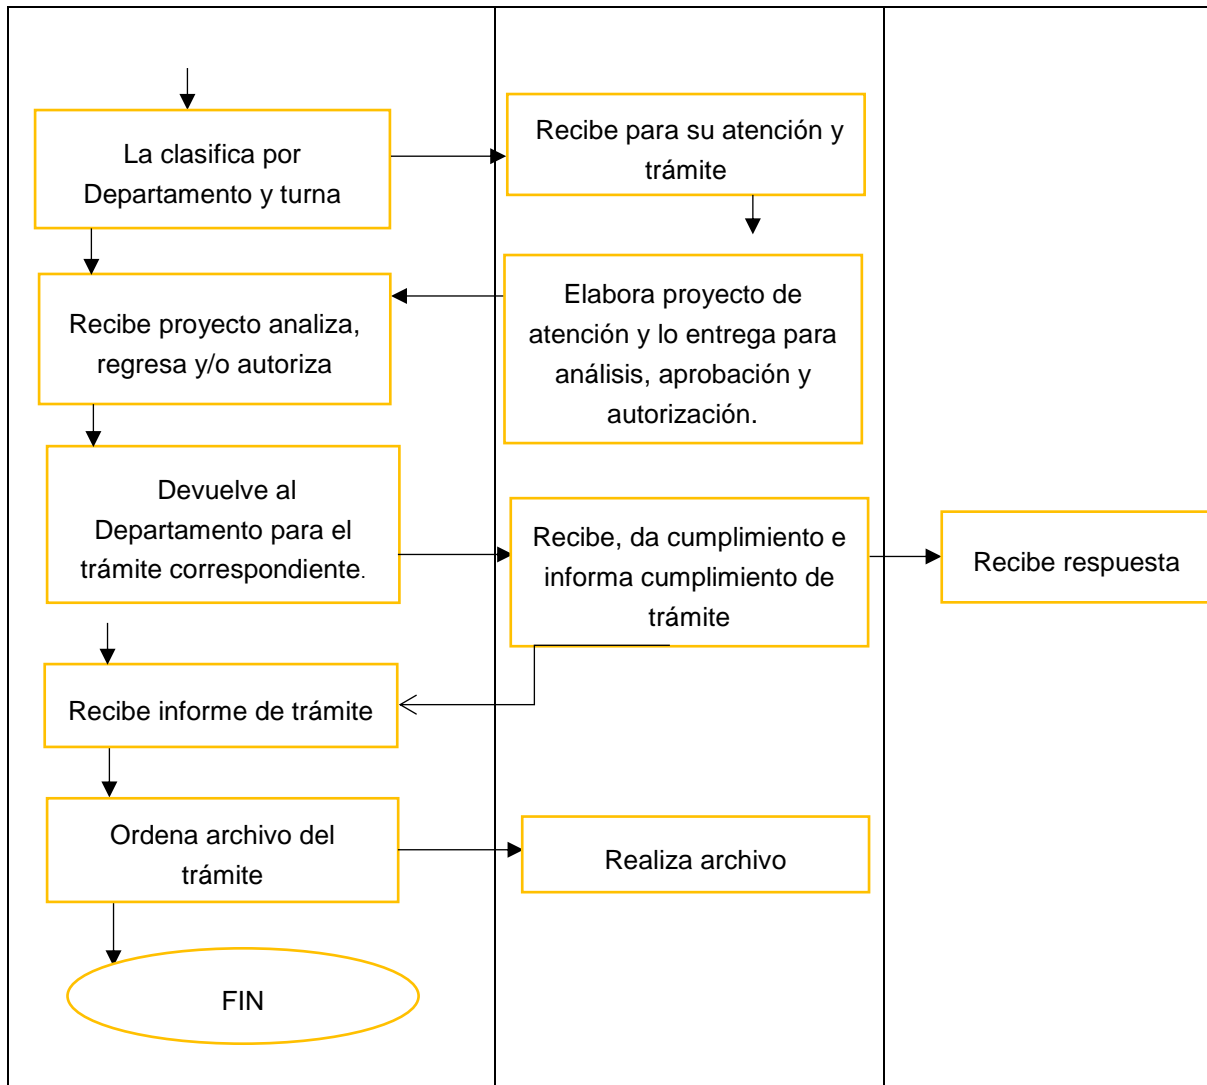 La clasifica por
Departamento y turna
Recibe para su atención y
trámite
Recibe proyecto analiza,
regresa y/o autoriza
Elabora proyecto de
atención y lo entrega para
análisis, aprobación y
autorización.
Devuelve al
Departamento para el
trámite correspondiente.
Recibe, da cumplimiento e
informa cumplimiento de
trámite
Recibe respuesta
Recibe informe de trámite
Ordena archivo del
trámite
Realiza archivo
FIN